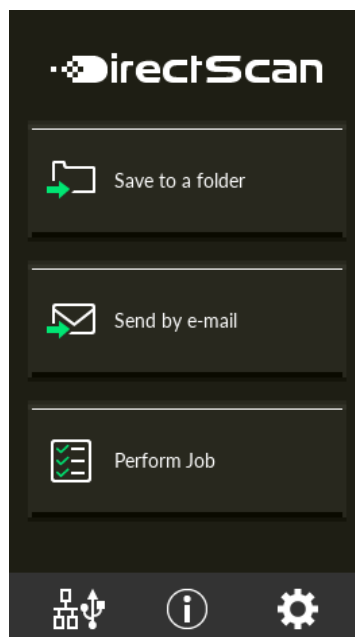 DirectScan
Save to a folder
Send by e-mail
Perform Job